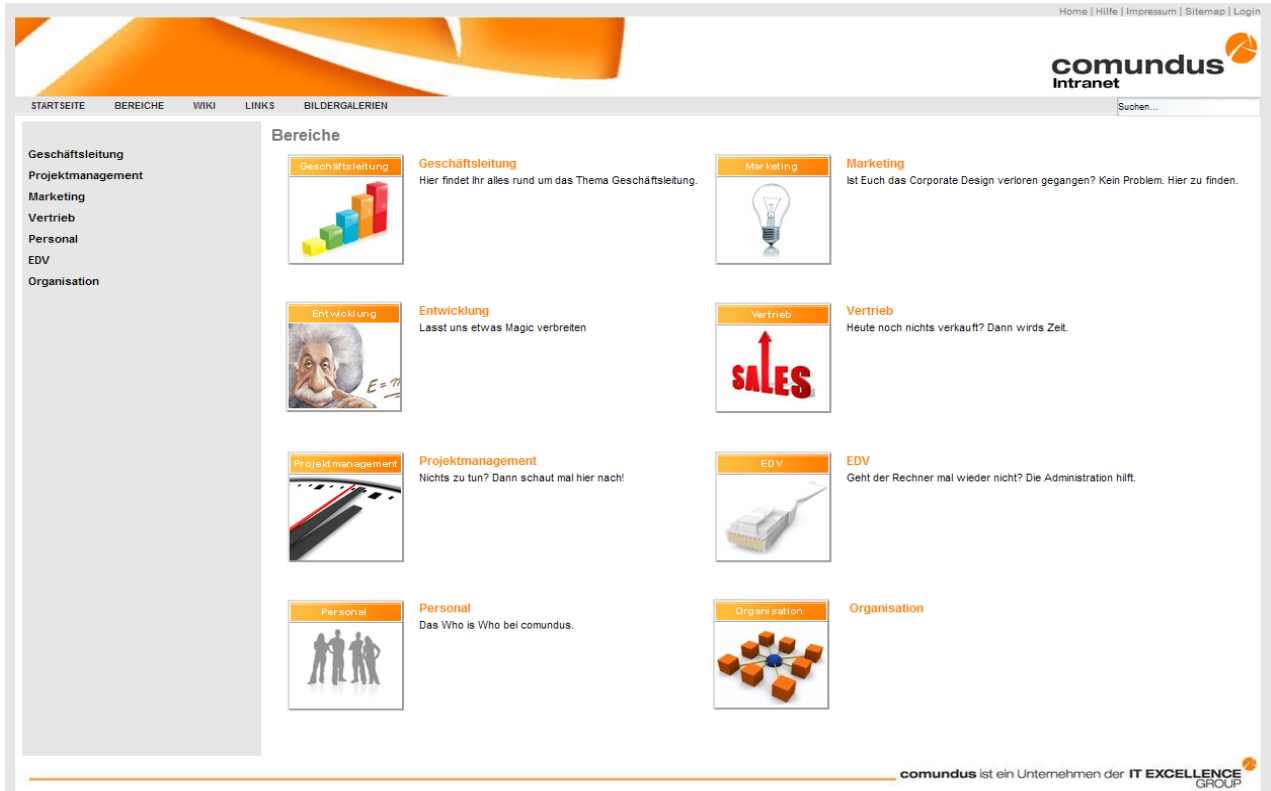 Home | Hilfe | Impressum | Sitemap | Login
comundus
Intranet
STARTSEITE BEREICHE WIKI LINKS BILDERGALERIEN
Suchen...
Geschäftsleitung
Projektmanagement
Marketing
Vertrieb
Personal
EDV
Organisation
Bereiche
Geschäftsleitung
Geschäftsleitung
Hier findet Ihr alles rund um das Thema Geschäftsleitung.
Marketing
Marketing
Ist Euch das Corporate Design verloren gegangen? Kein Problem. Hier zu finden.
Entwicklung
E=m
Entwicklung
Lasst uns etwas Magic verbreiten
Vertrieb
SALES
Vertrieb
Heute noch nichts verkauft? Dann wirds Zeit.
Projektmanagement
Projektmanagement
Nichts zu tun? Dann schaut mal hier nach!
EDV
EDV
Geht der Rechner mal wieder nicht? Die Administration hilft.
Personal
Personal
Das Who is Who bei comundus.
Organisation
Organisation
comundus ist ein Unternehmen der IT EXCELLENCE
GROUP